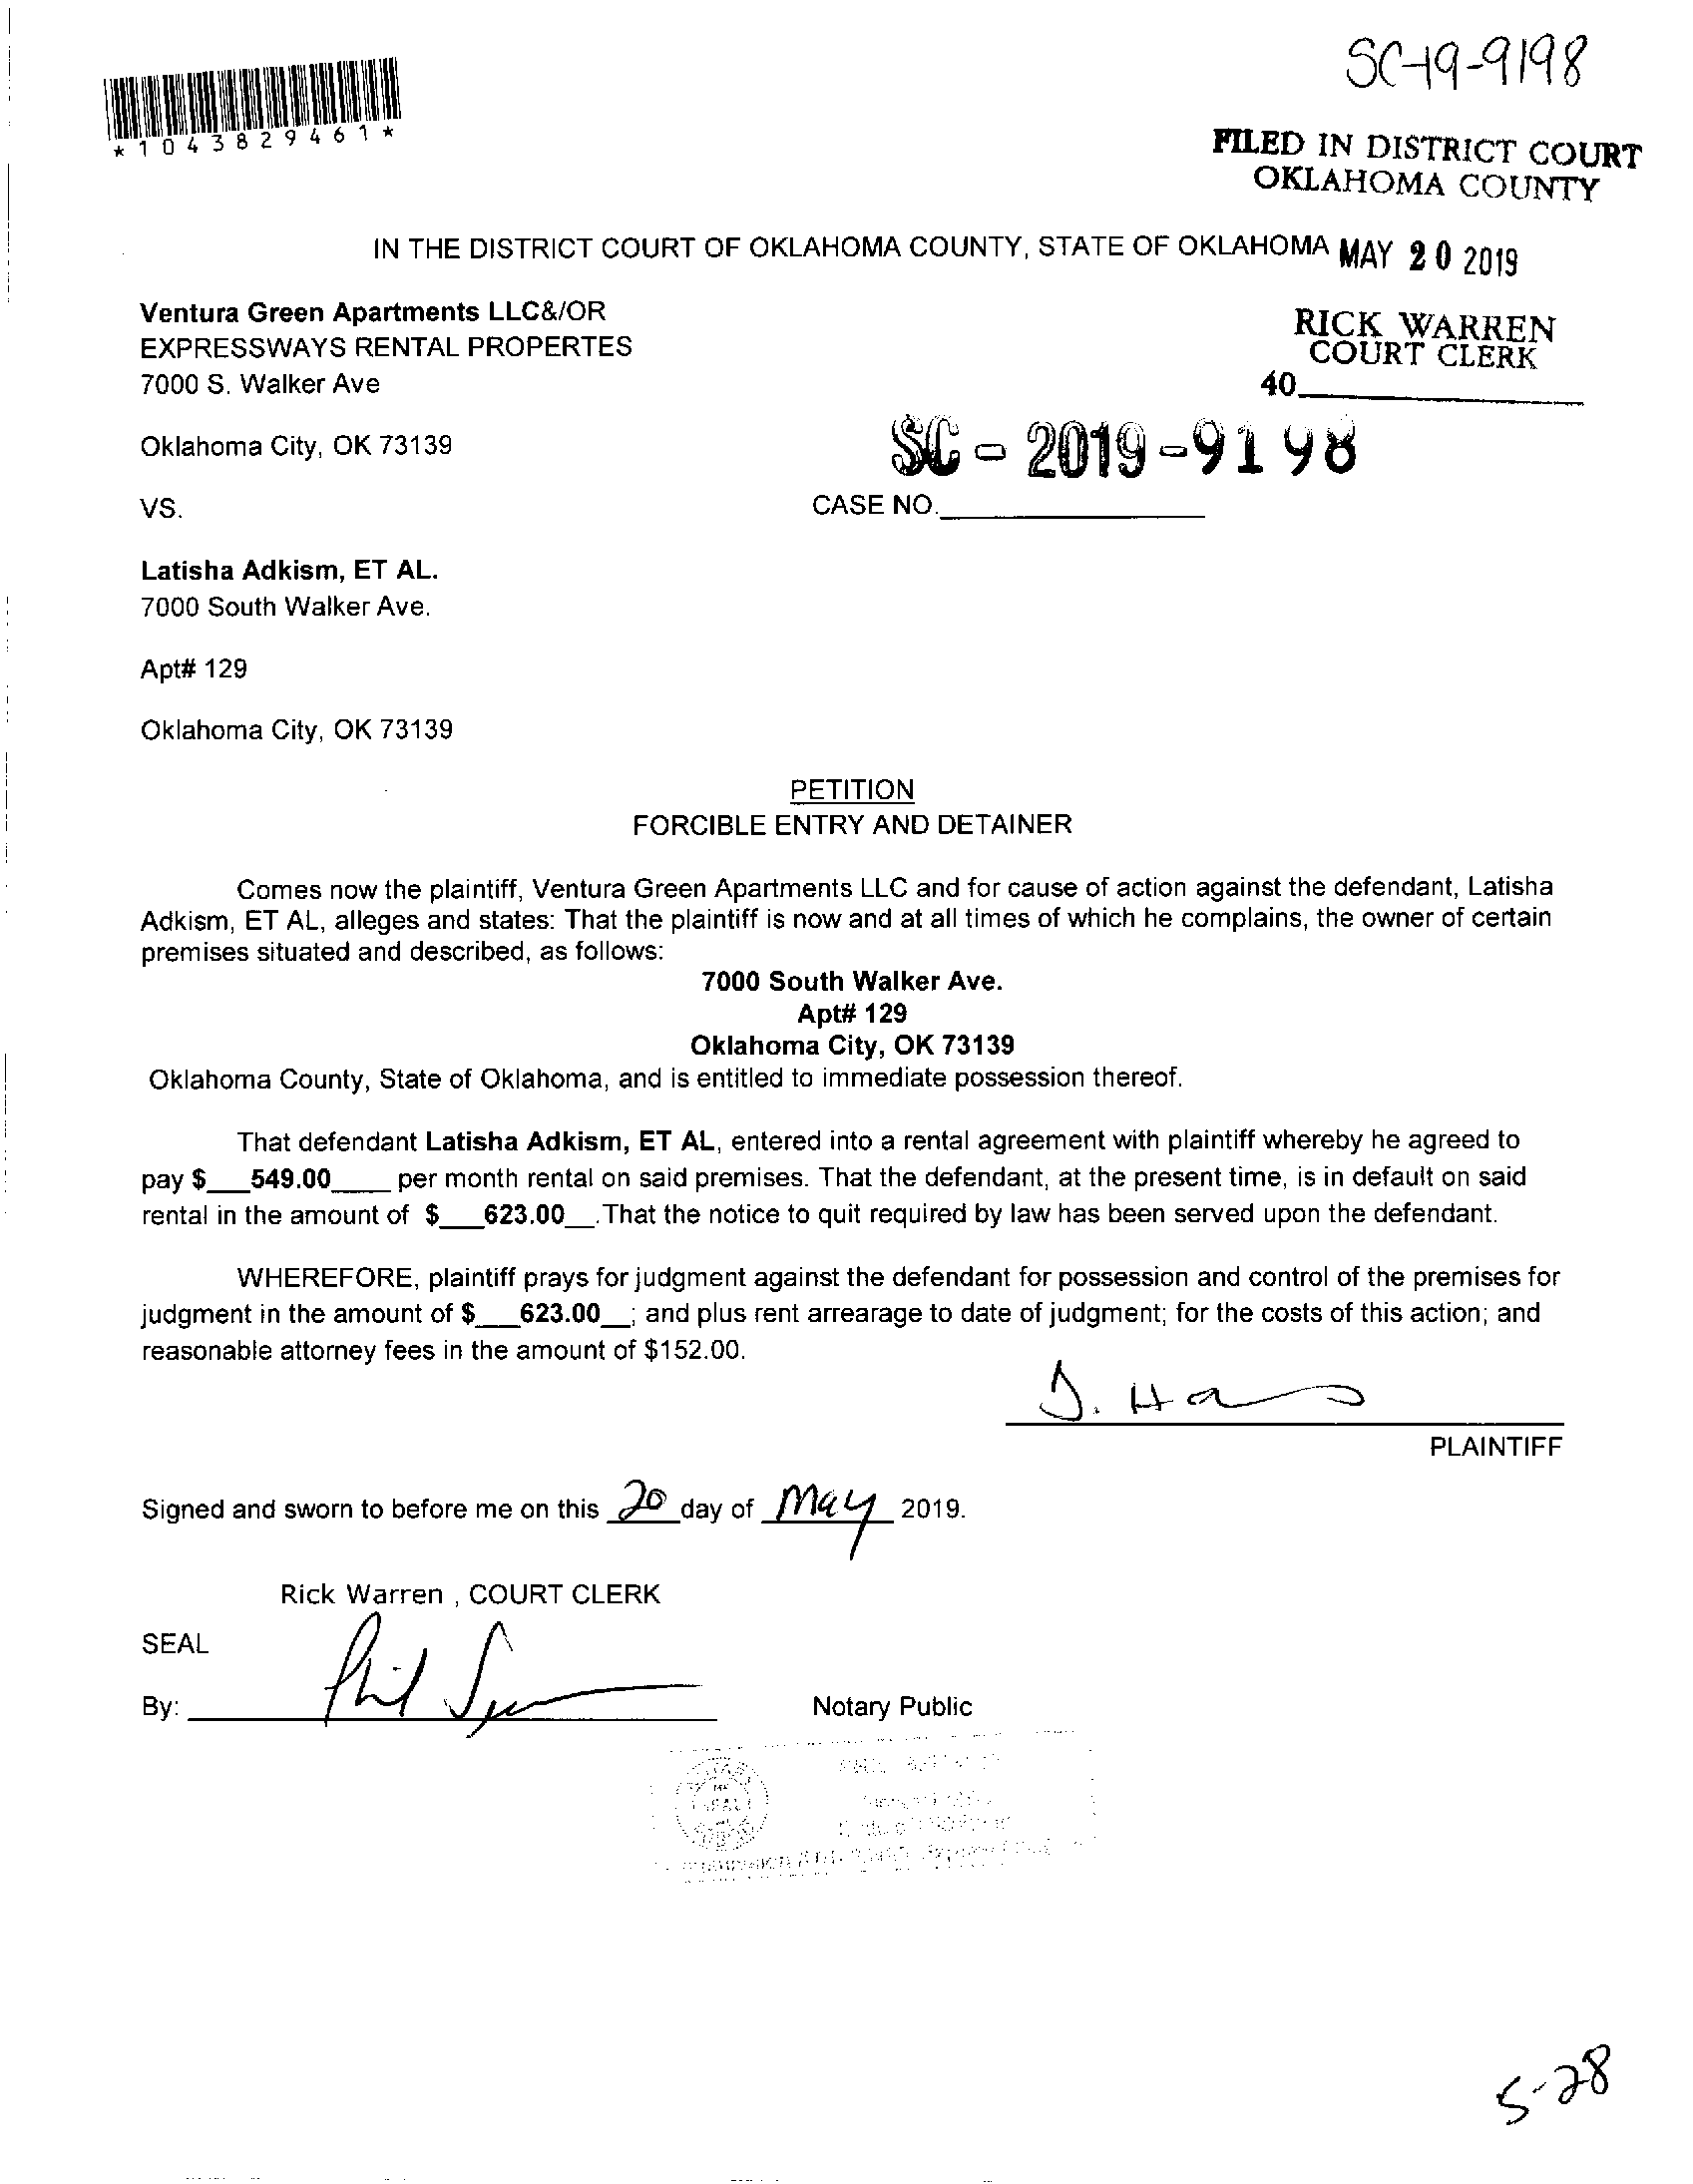 SC-19-9198
*1043829461*
FILED IN DISTRICT COURT
OKLAHOMA COUNTY
IN THE DISTRICT COURT OF OKLAHOMA COUNTY, STATE OF OKLAHOMA MAY 20 2019
Ventura Green Apartments LLC&/OR
EXPRESSWAYS RENTAL PROPERTES
7000 S. Walker Ave
RICK WARREN
COURT CLERK
40
Oklahoma City, OK 73139
SC - 2019 - 9198
VS.
CASE NO.
Latisha Adkism, ET AL.
7000 South Walker Ave.
Apt# 129
Oklahoma City, OK 73139
PETITION
FORCIBLE ENTRY AND DETAINER
Comes now the plaintiff, Ventura Green Apartments LLC and for cause of action against the defendant, Latisha
Adkism, ET AL, alleges and states: That the plaintiff is now and at all times of which he complains, the owner of certain
premises situated and described, as follows:
7000 South Walker Ave.
Apt# 129
Oklahoma City, OK 73139
Oklahoma County, State of Oklahoma, and is entitled to immediate possession thereof.
That defendant Latisha Adkism, ET AL, entered into a rental agreement with plaintiff whereby he agreed to
pay $___549.00____ per month rental on said premises. That the defendant, at the present time, is in default on said
rental in the amount of $___623.00__.That the notice to quit required by law has been served upon the defendant.
WHEREFORE, plaintiff prays for judgment against the defendant for possession and control of the premises for
judgment in the amount of $___623.00__; and plus rent arrearage to date of judgment; for the costs of this action; and
reasonable attorney fees in the amount of $152.00.
PLAINTIFF
Signed and sworn to before me on this 20 day of May 2019.
Rick Warren , COURT CLERK
SEAL
By: Phil
Notary Public
5-28